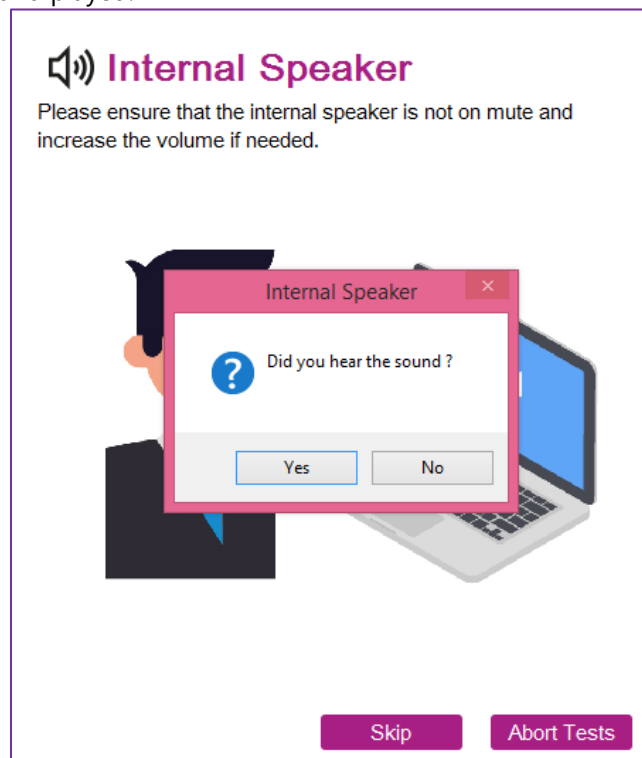 Internal Speaker
Please ensure that the internal speaker is not on mute and
increase the volume if needed.
Internal Speaker
Did you hear the sound ?
Yes No
Skip Abort Tests